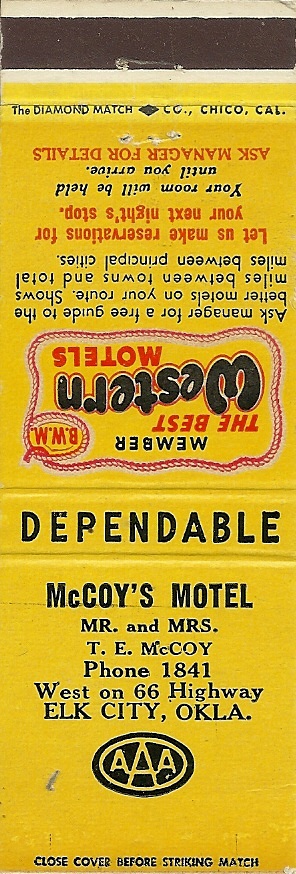 The DIAMOND MATCH CO., CHICO, CAL.
MEMBER
THE BEST
Western
MOTELS
B.W.M.
Ask manager for a free guide to the
better motels on your route. Shows
miles between towns and total
miles between principal cities.
Let us make reservations for
your next night's stop.
Your room will be held
until you arrive.
ASK MANAGER FOR DETAILS
DEPENDABLE
McCOY'S MOTEL
MR. and MRS.
T. E. McCOY
Phone 1841
West on 66 Highway
ELK CITY, OKLA.
AAA
CLOSE COVER BEFORE STRIKING MATCH